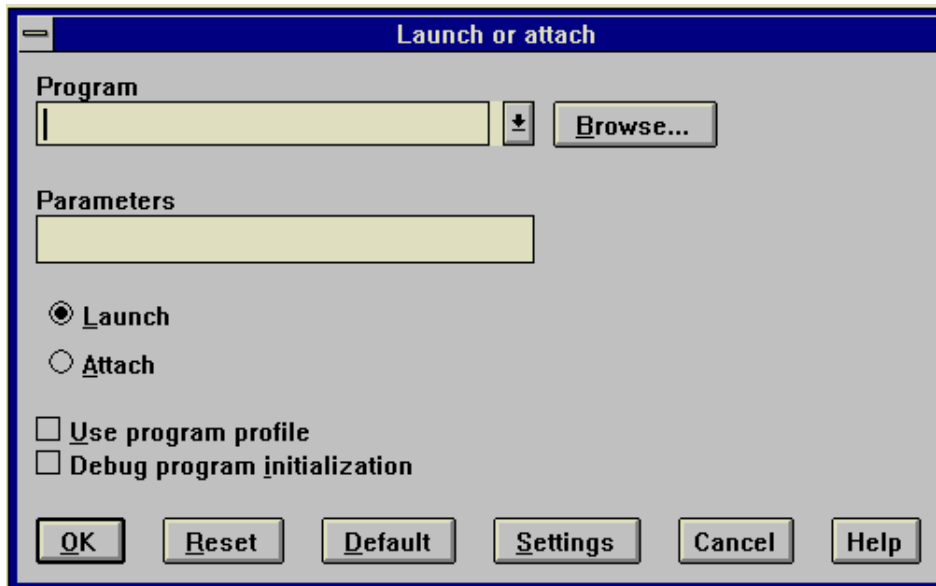 Launch or attach
Program
Browse...
Parameters
Launch
Attach
Use program profile
Debug program initialization
OK Reset Default Settings Cancel Help